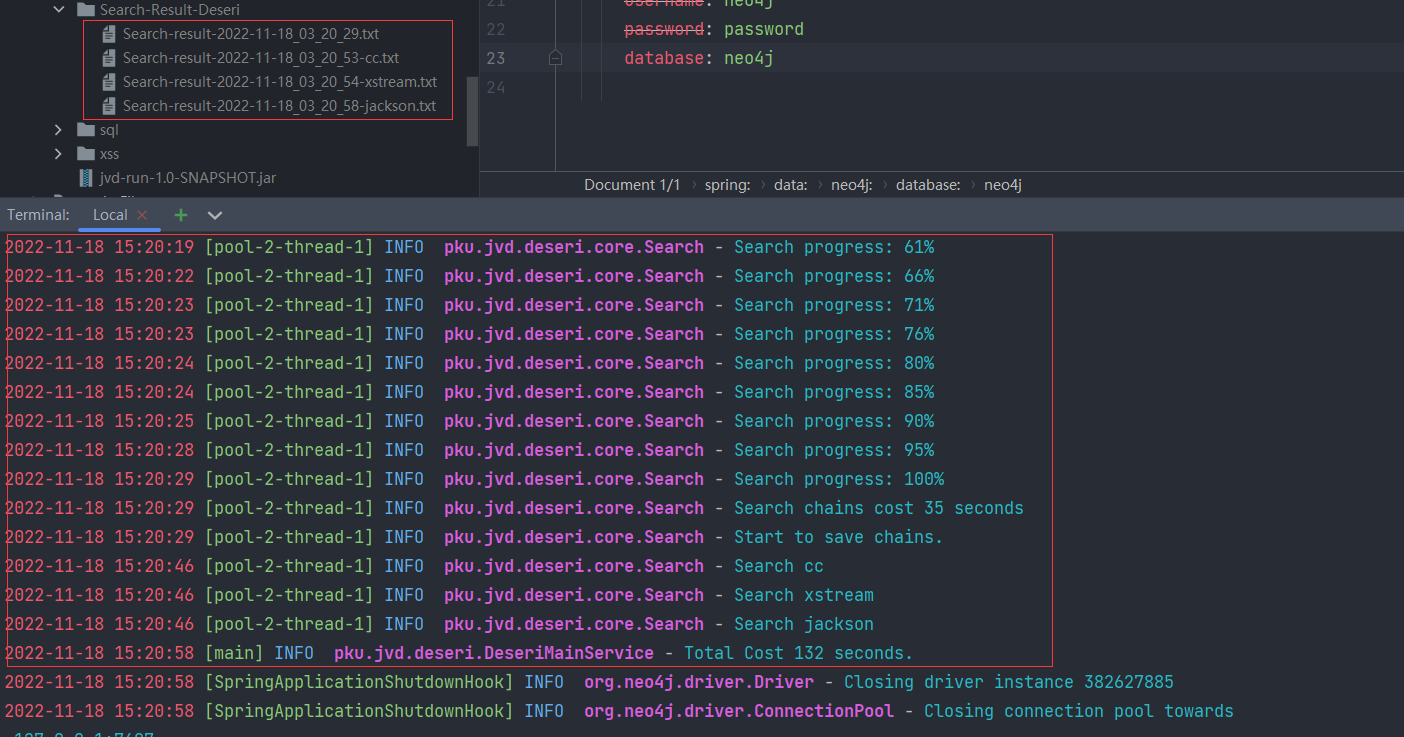 Search-Result-Deseri
Search-result-2022-11-18_03_20_29.txt
Search-result-2022-11-18_03_20_53-cc.txt
Search-result-2022-11-18_03_20_54-xstream.txt
Search-result-2022-11-18_03_20_58-jackson.txt
sql
xss
jvd-run-1.0-SNAPSHOT.jar
21 username: neo4j
22 password: password
23 database: neo4j
24
Document 1/1 › spring: › data: › neo4j: › database: › neo4j
Terminal: Local × +
2022-11-18 15:20:19 [pool-2-thread-1] INFO  pku.jvd.deseri.core.Search - Search progress: 61%
2022-11-18 15:20:22 [pool-2-thread-1] INFO  pku.jvd.deseri.core.Search - Search progress: 66%
2022-11-18 15:20:23 [pool-2-thread-1] INFO  pku.jvd.deseri.core.Search - Search progress: 71%
2022-11-18 15:20:23 [pool-2-thread-1] INFO  pku.jvd.deseri.core.Search - Search progress: 76%
2022-11-18 15:20:24 [pool-2-thread-1] INFO  pku.jvd.deseri.core.Search - Search progress: 80%
2022-11-18 15:20:24 [pool-2-thread-1] INFO  pku.jvd.deseri.core.Search - Search progress: 85%
2022-11-18 15:20:25 [pool-2-thread-1] INFO  pku.jvd.deseri.core.Search - Search progress: 90%
2022-11-18 15:20:28 [pool-2-thread-1] INFO  pku.jvd.deseri.core.Search - Search progress: 95%
2022-11-18 15:20:29 [pool-2-thread-1] INFO  pku.jvd.deseri.core.Search - Search progress: 100%
2022-11-18 15:20:29 [pool-2-thread-1] INFO  pku.jvd.deseri.core.Search - Search chains cost 35 seconds
2022-11-18 15:20:29 [pool-2-thread-1] INFO  pku.jvd.deseri.core.Search - Start to save chains.
2022-11-18 15:20:46 [pool-2-thread-1] INFO  pku.jvd.deseri.core.Search - Search cc
2022-11-18 15:20:46 [pool-2-thread-1] INFO  pku.jvd.deseri.core.Search - Search xstream
2022-11-18 15:20:46 [pool-2-thread-1] INFO  pku.jvd.deseri.core.Search - Search jackson
2022-11-18 15:20:58 [main] INFO  pku.jvd.deseri.DeseriMainService - Total Cost 132 seconds.
2022-11-18 15:20:58 [SpringApplicationShutdownHook] INFO  org.neo4j.driver.Driver - Closing driver instance 382627885
2022-11-18 15:20:58 [SpringApplicationShutdownHook] INFO  org.neo4j.driver.ConnectionPool - Closing connection pool towards